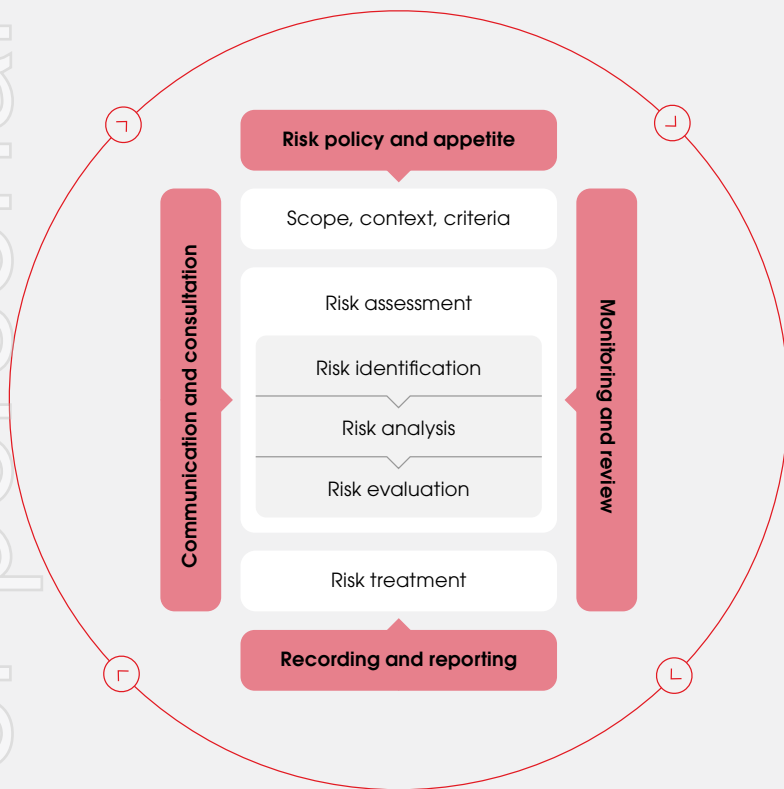 Risk policy and appetite
Scope, context, criteria
Communication and consultation
Risk assessment
Risk identification
Risk analysis
Risk evaluation
Monitoring and review
Risk treatment
Recording and reporting